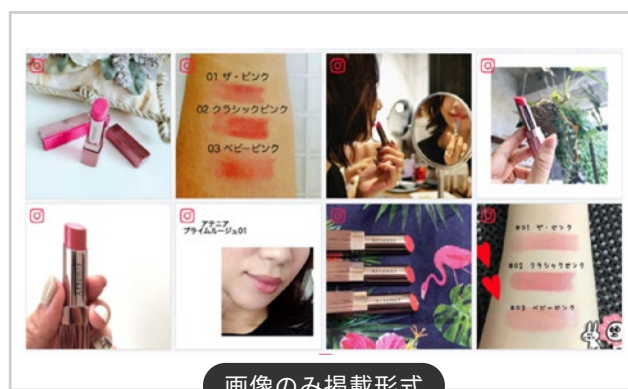 01 ザ・ピンク
02 クラシックピンク
03 ベビーピンク
アテニア
プライムルージュ01
#01 ザ・ピンク
#02 クラシックピンク
#03 ベビーピンク
画像のみ掲載形式